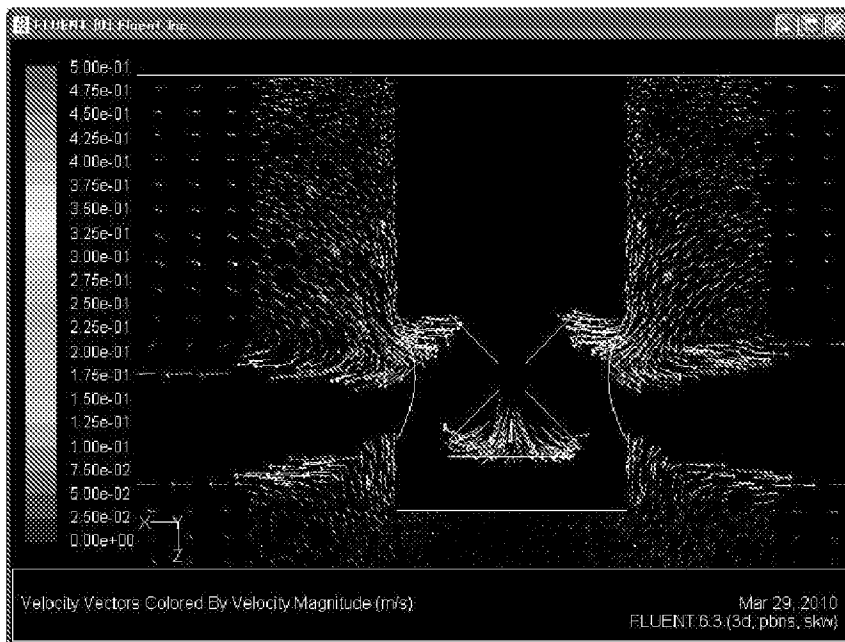 FLUENT [0] Fluent Inc
5.00e-01
4.75e-01
4.50e-01
4.25e-01
4.00e-01
3.75e-01
3.50e-01
3.25e-01
3.00e-01
2.75e-01
2.50e-01
2.25e-01
2.00e-01
1.75e-01
1.50e-01
1.25e-01
1.00e-01
7.50e-02
5.00e-02
2.50e-02
0.00e+00
X Y
Z
Velocity Vectors Colored By Velocity Magnitude (m/s)
Mar 29, 2010
FLUENT 6.3 (3d, pbns, skw)